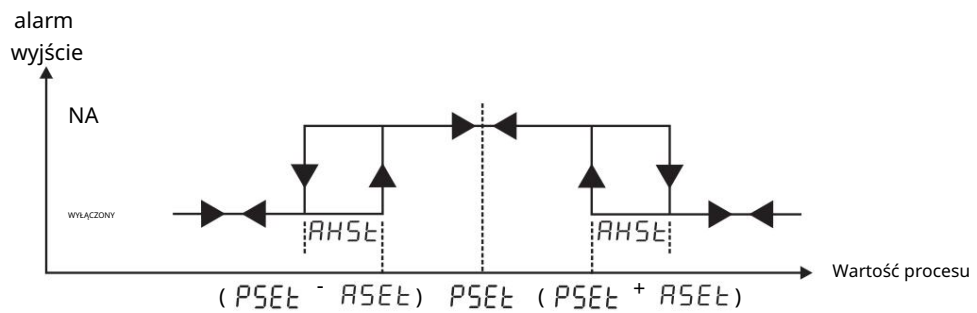 alarm
wyjście
NA
WYŁĄCZONY
AHSt AHSt
Wartość procesu
( PSEt - ASEt ) PSEt ( PSEt + ASEt )